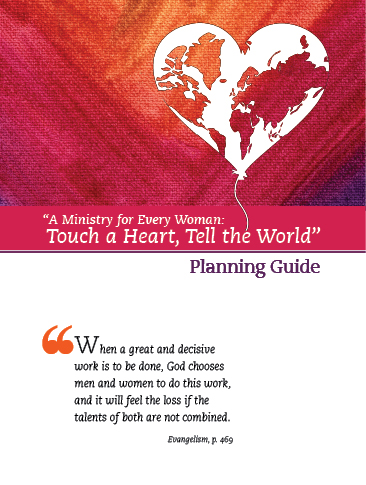 “A Ministry for Every Woman:
Touch a Heart, Tell the World”
Planning Guide
“When a great and decisive
work is to be done, God chooses
men and women to do this work,
and it will feel the loss if the
talents of both are not combined.
Evangelism, p. 469